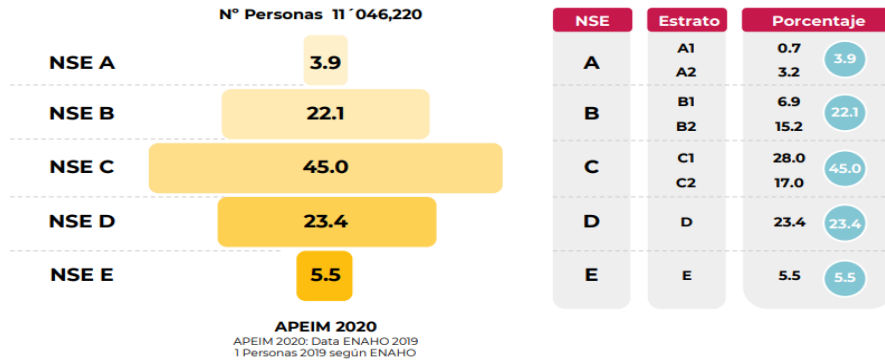 Nº Personas 11´046,220
NSE A 3.9
NSE B 22.1
NSE C 45.0
NSE D 23.4
NSE E 5.5
APEIM 2020
APEIM 2020: Data ENAHO 2019
1 Personas 2019 según ENAHO
NSE Estrato Porcentaje
A A1 0.7 3.9
A2 3.2
B B1 6.9 22.1
B2 15.2
C C1 28.0 45.0
C2 17.0
D D 23.4 23.4
E E 5.5 5.5